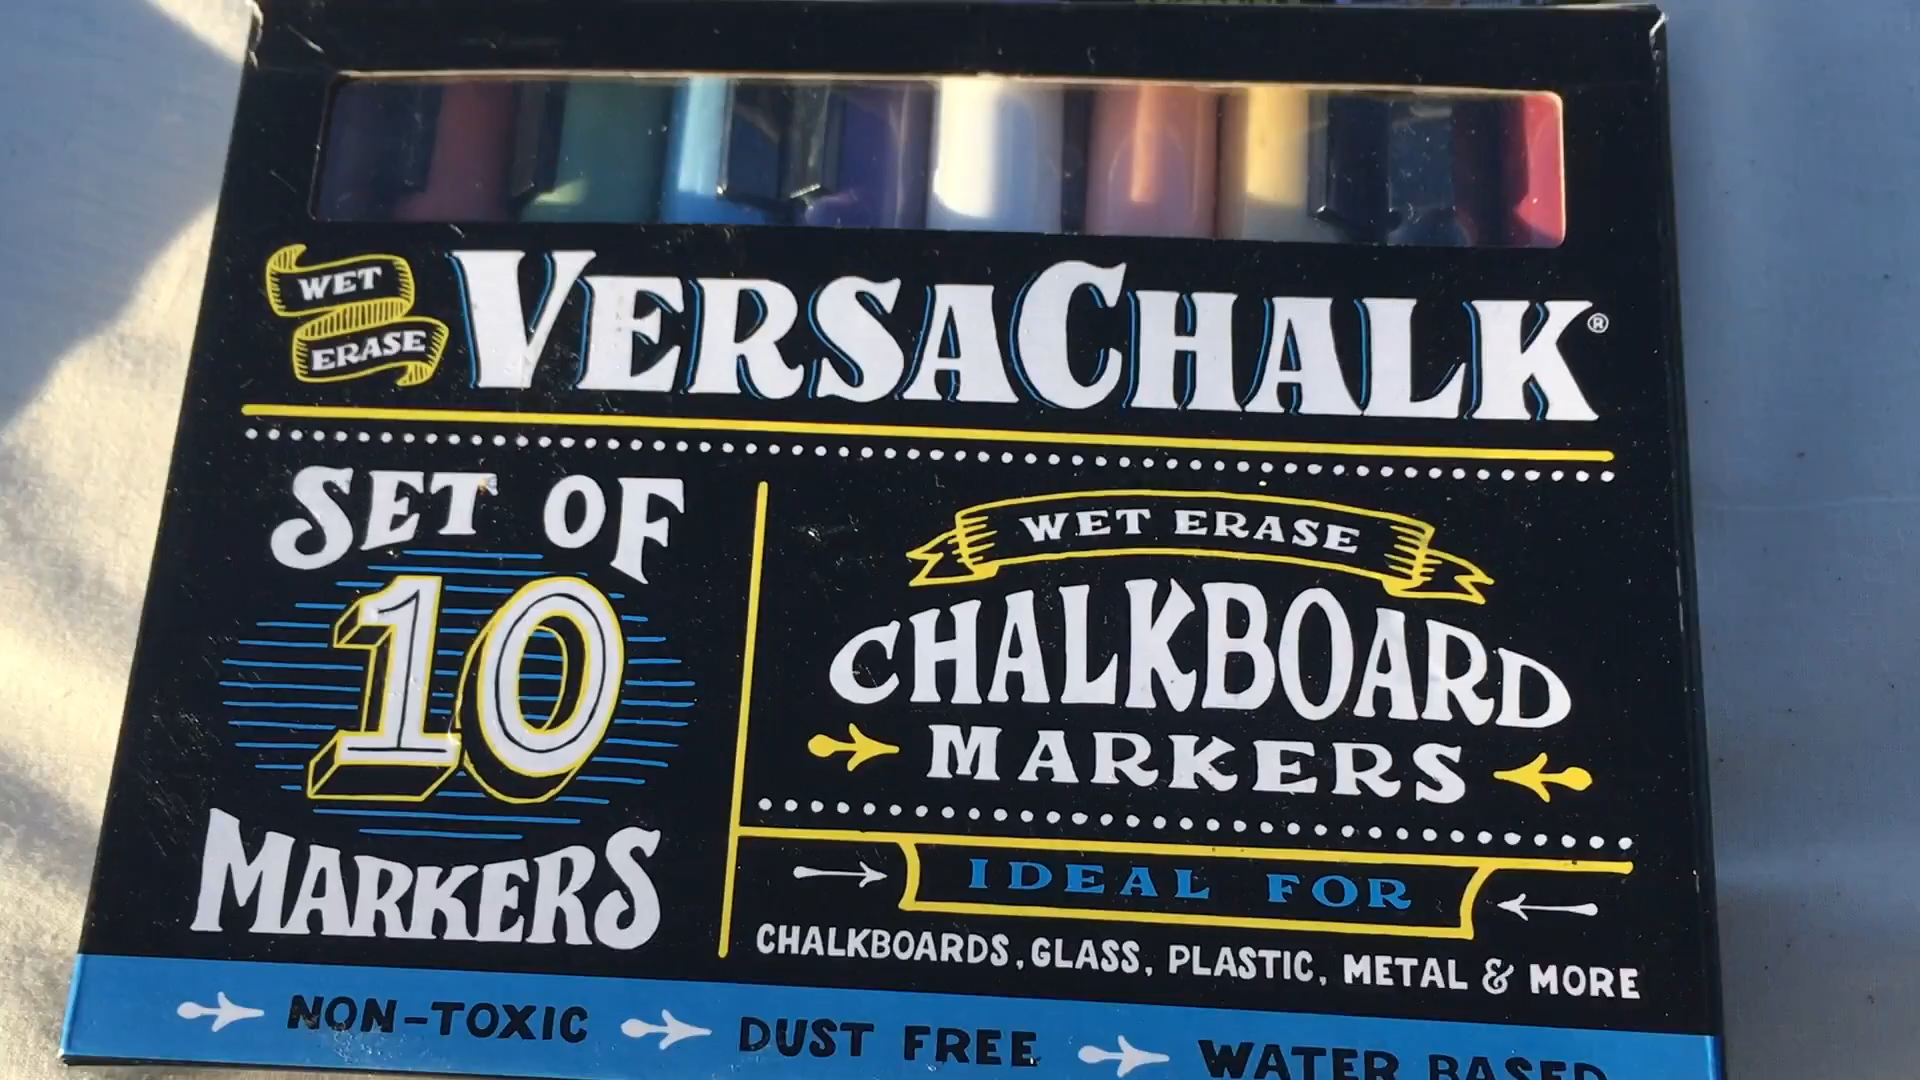 WET
ERASE
VERSACHALK®
SET OF
10
MARKERS
WET ERASE
CHALKBOARD
MARKERS
IDEAL FOR
CHALKBOARDS, GLASS, PLASTIC, METAL & MORE
NON-TOXIC DUST FREE WATER BASED